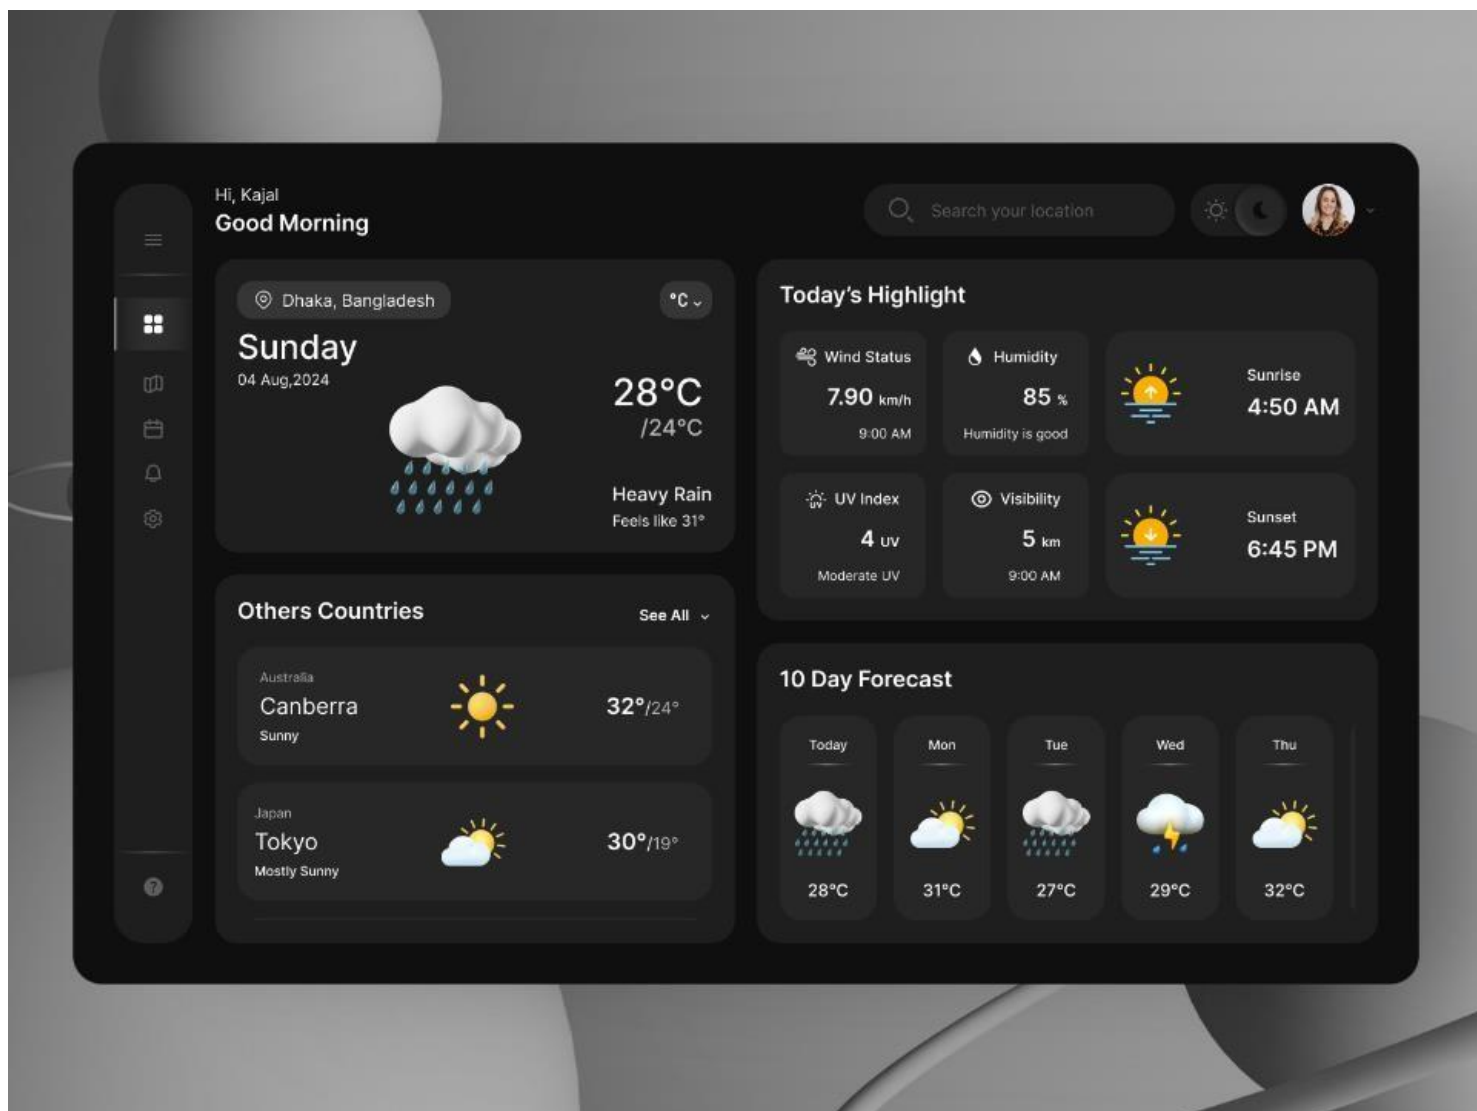 Hi, Kajal
Good Morning
Search your location
Dhaka, Bangladesh
°C
Sunday
04 Aug,2024
28°C
/24°C
Heavy Rain
Feels like 31°
Today's Highlight
Wind Status
7.90 km/h
9:00 AM
Humidity
85 %
Humidity is good
Sunrise
4:50 AM
UV
UV Index
4 UV
Moderate UV
Visibility
5 km
9:00 AM
Sunset
6:45 PM
Others Countries
See All
Australia
Canberra
Sunny
32°/24°
Japan
Tokyo
Mostly Sunny
30°/19°
10 Day Forecast
Today
28°C
Mon
31°C
Tue
27°C
Wed
29°C
Thu
32°C
?